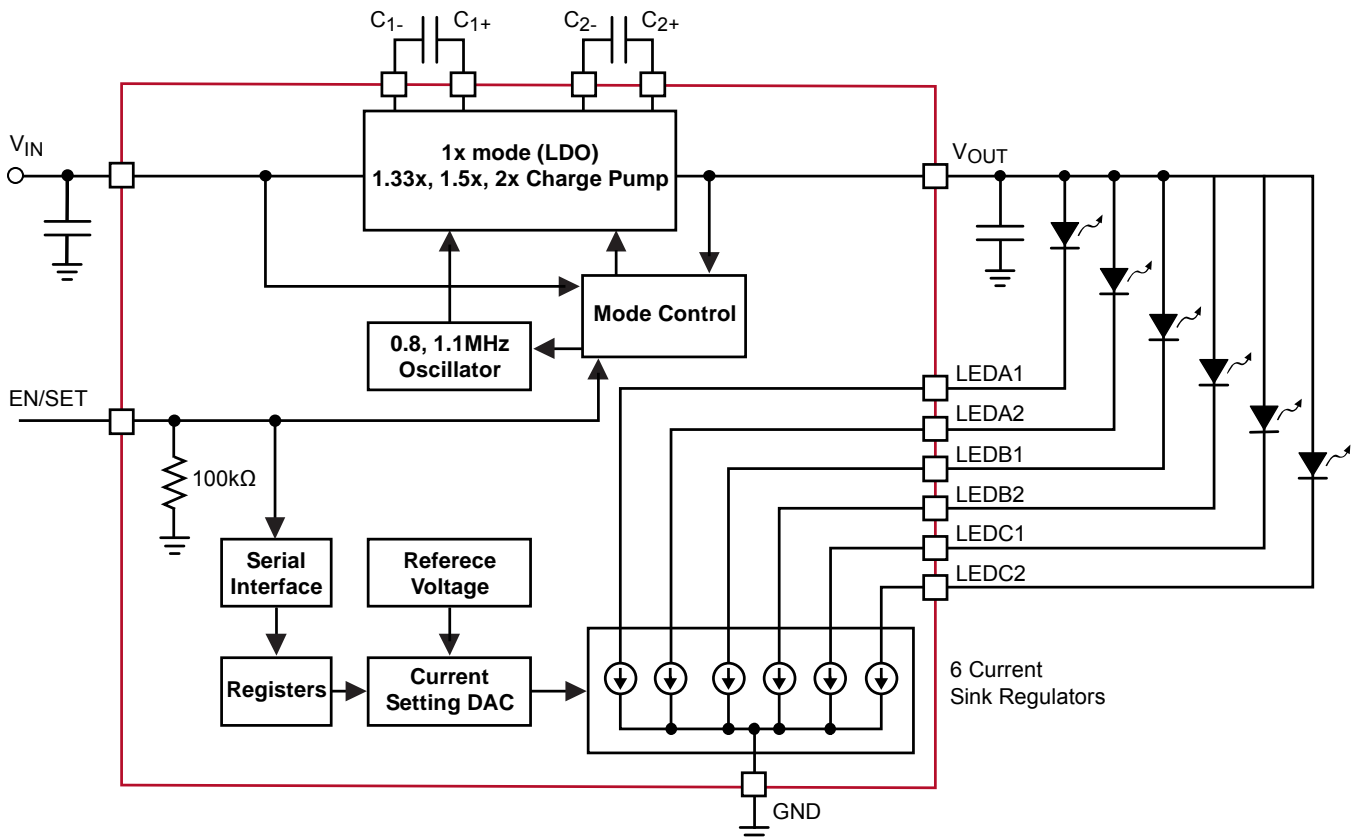 C1- C1+ C2- C2+
VIN
1x mode (LDO)
1.33x, 1.5x, 2x Charge Pump
VOUT
Mode Control
0.8, 1.1MHz
Oscillator
EN/SET
100kΩ
LEDA1
LEDA2
LEDB1
LEDB2
LEDC1
LEDC2
Serial
Interface
Referece
Voltage
Registers
Current
Setting DAC
6 Current
Sink Regulators
GND